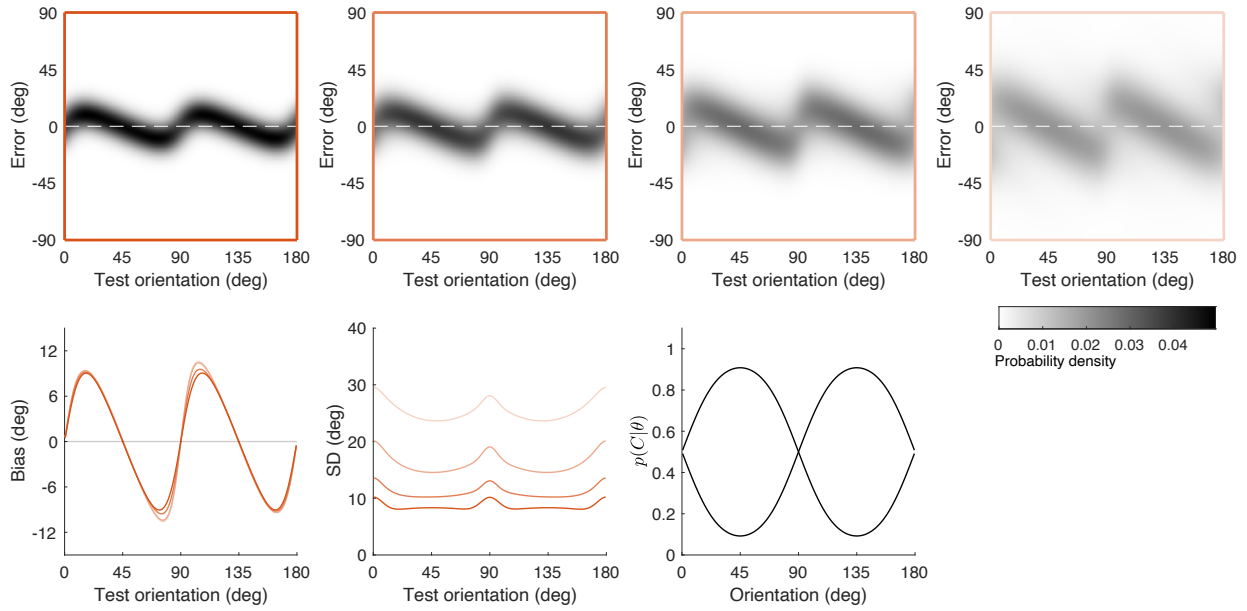 90
45
0
-45
-90
Error (deg)
0 45 90 135 180
Test orientation (deg)
90
45
0
-45
-90
Error (deg)
0 45 90 135 180
Test orientation (deg)
90
45
0
-45
-90
Error (deg)
0 45 90 135 180
Test orientation (deg)
90
45
0
-45
-90
Error (deg)
0 45 90 135 180
Test orientation (deg)
0 0.01 0.02 0.03 0.04
Probability density
12
6
0
-6
-12
Bias (deg)
0 45 90 135 180
Test orientation (deg)
40
30
20
10
0
SD (deg)
0 45 90 135 180
Test orientation (deg)
1
0.8
0.6
0.4
0.2
0
p(C|θ)
0 45 90 135 180
Orientation (deg)